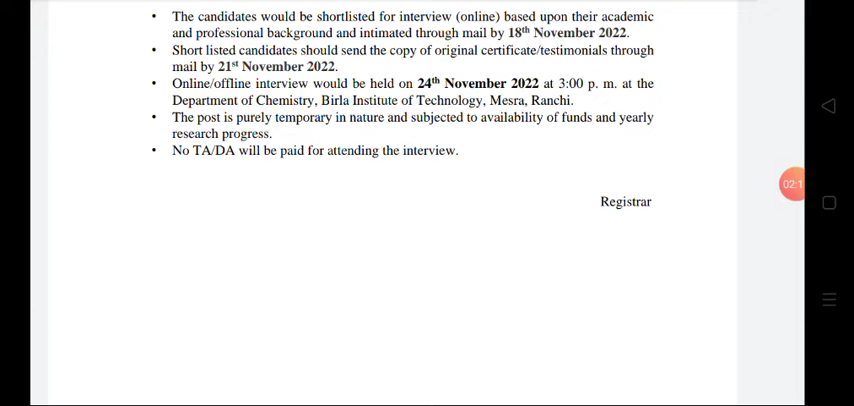 • The candidates would be shortlisted for interview (online) based upon their academic
and professional background and intimated through mail by 18th November 2022.
• Short listed candidates should send the copy of original certificate/testimonials through
mail by 21st November 2022.
• Online/offline interview would be held on 24th November 2022 at 3:00 p. m. at the
Department of Chemistry, Birla Institute of Technology, Mesra, Ranchi.
• The post is purely temporary in nature and subjected to availability of funds and yearly
research progress.
• No TA/DA will be paid for attending the interview.
Registrar